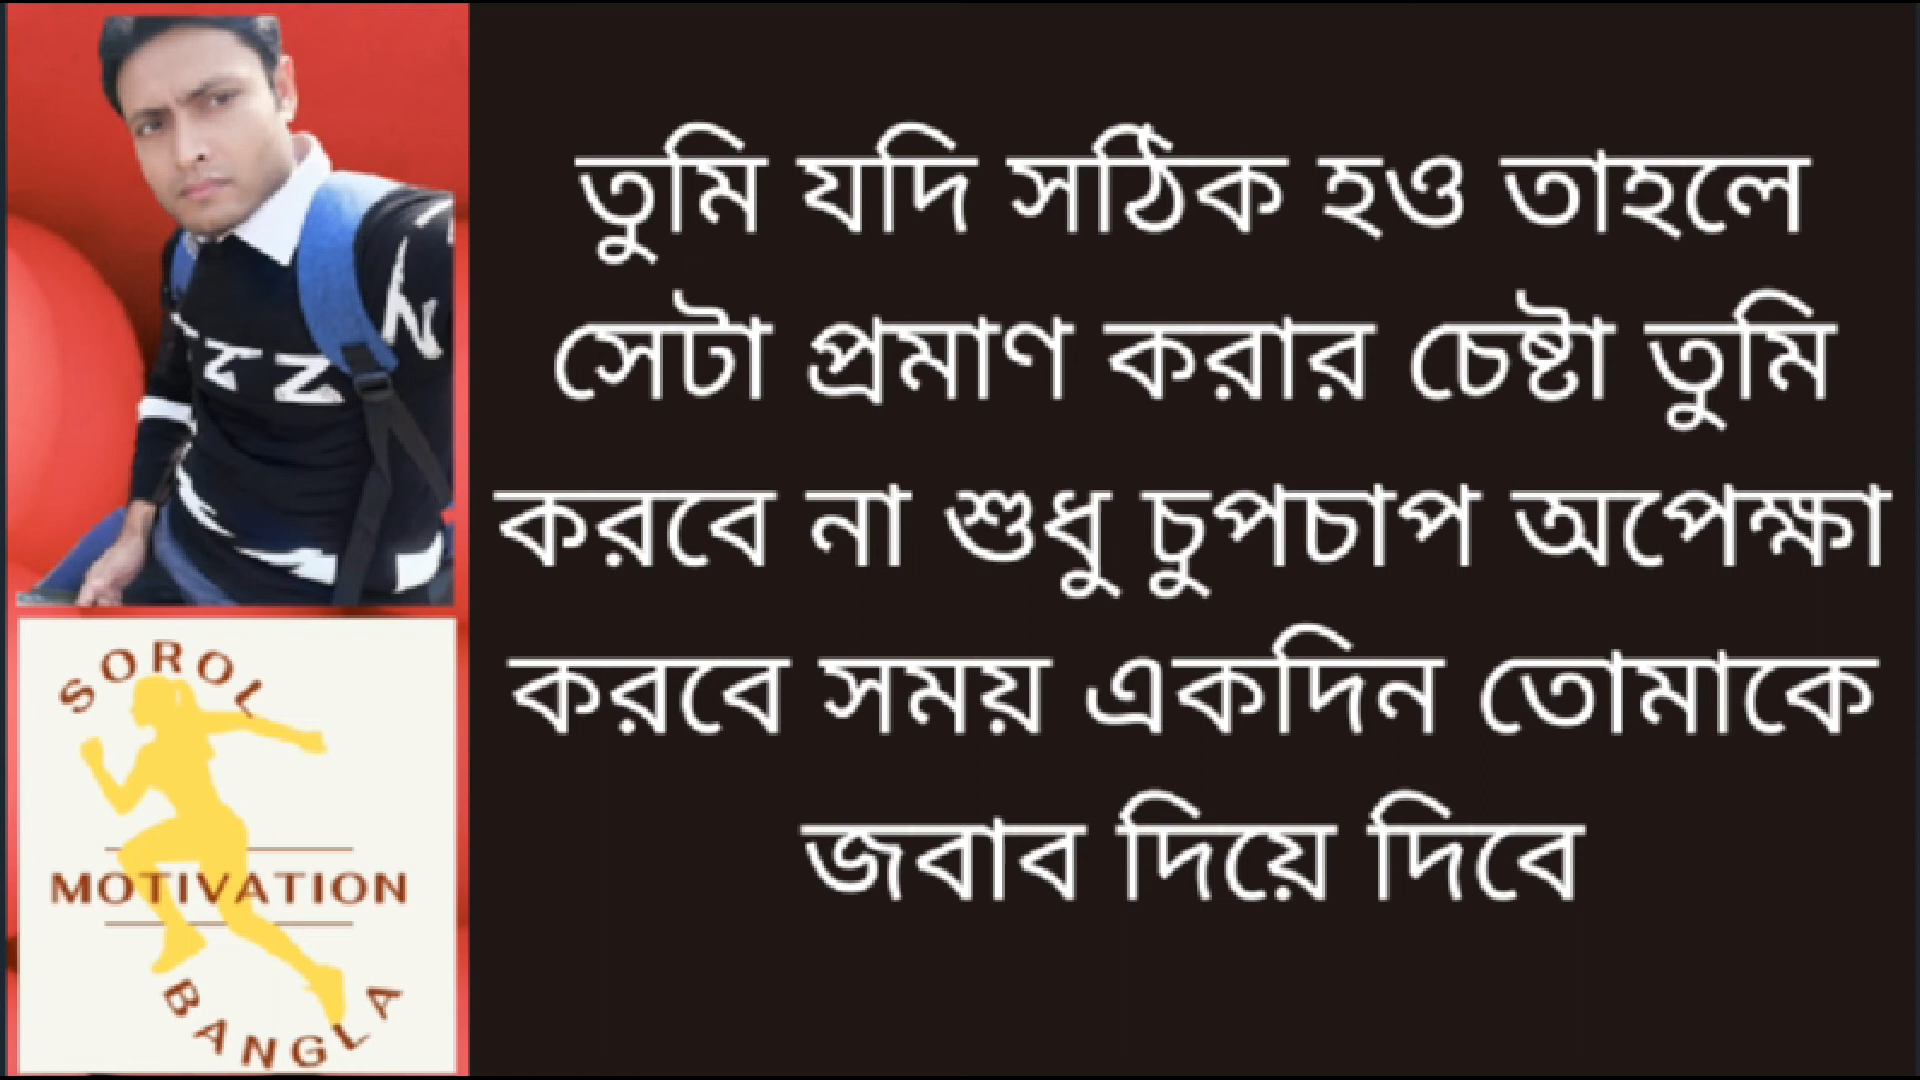 তুমি যদি সঠিক হও তাহলে
সেটা প্রমাণ করার চেষ্টা তুমি
করবে না শুধু চুপচাপ অপেক্ষা
করবে সময় একদিন তোমাকে
জবাব দিয়ে দিবে
SOROL
MOTIVATION
BANGLA